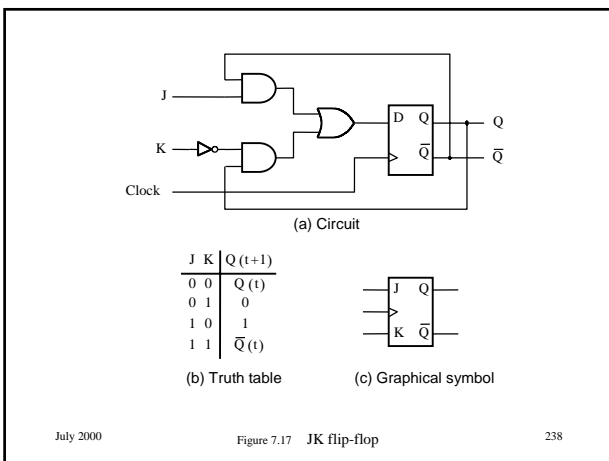 J
K
Clock
D Q
Q̅
Q
Q̅
(a) Circuit
J K Q (t+1)
0 0 Q (t)
0 1 0
1 0 1
1 1 Q̅ (t)
(b) Truth table
J Q
K Q̅
(c) Graphical symbol
July 2000
Figure 7.17 JK flip-flop
238